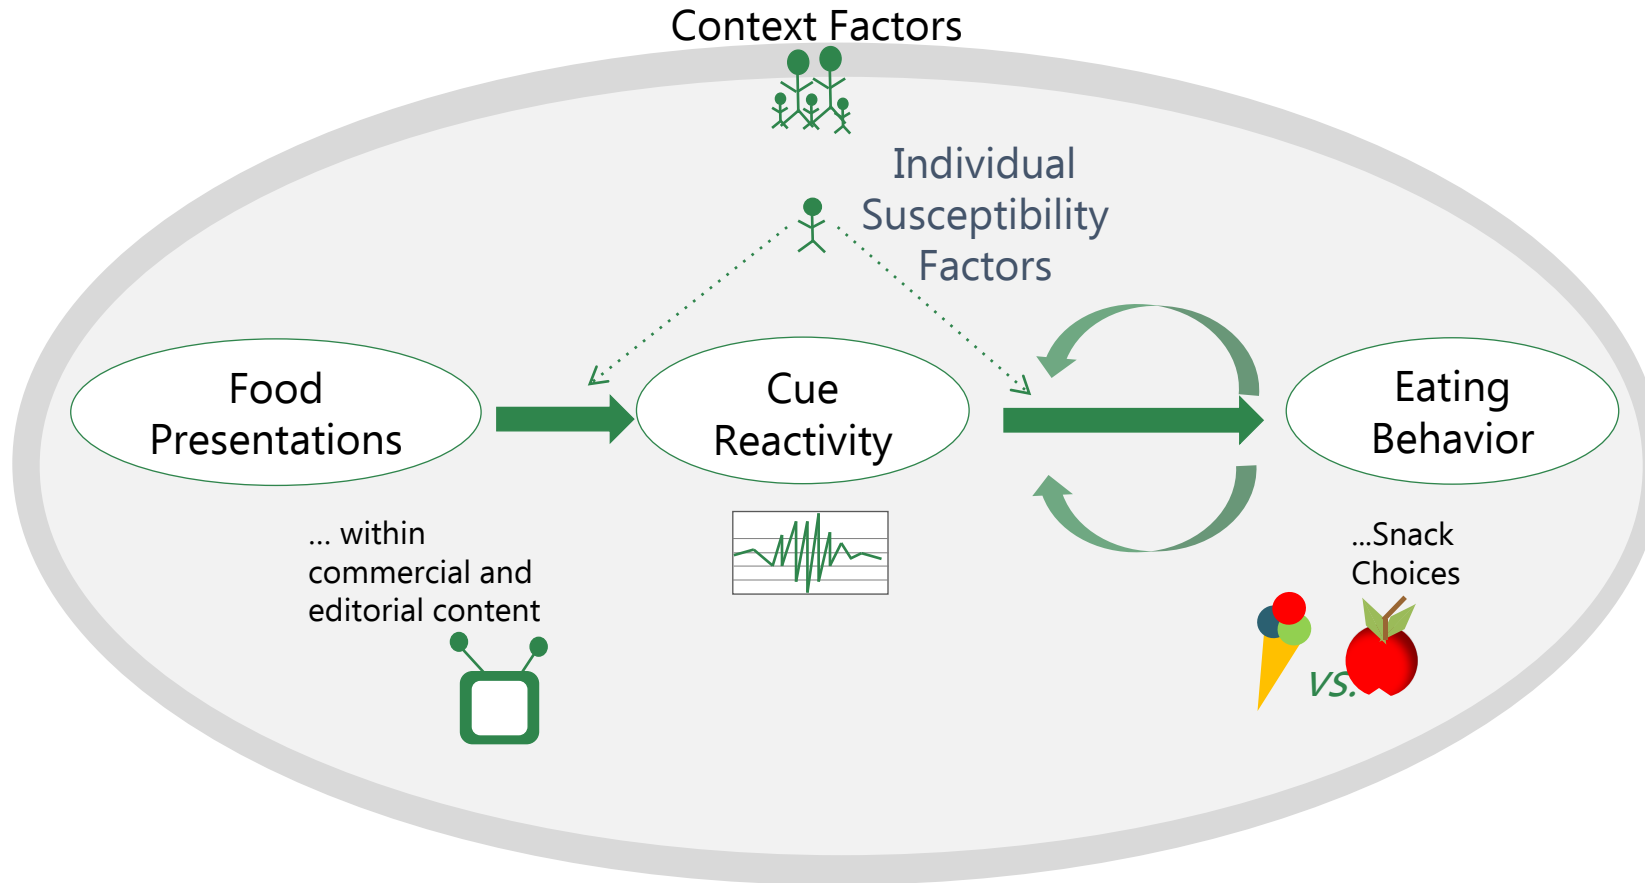 Context Factors
Individual
Susceptibility
Factors
Food
Presentations
Cue
Reactivity
Eating
Behavior
... within
commercial and
editorial content
...Snack
Choices
vs.